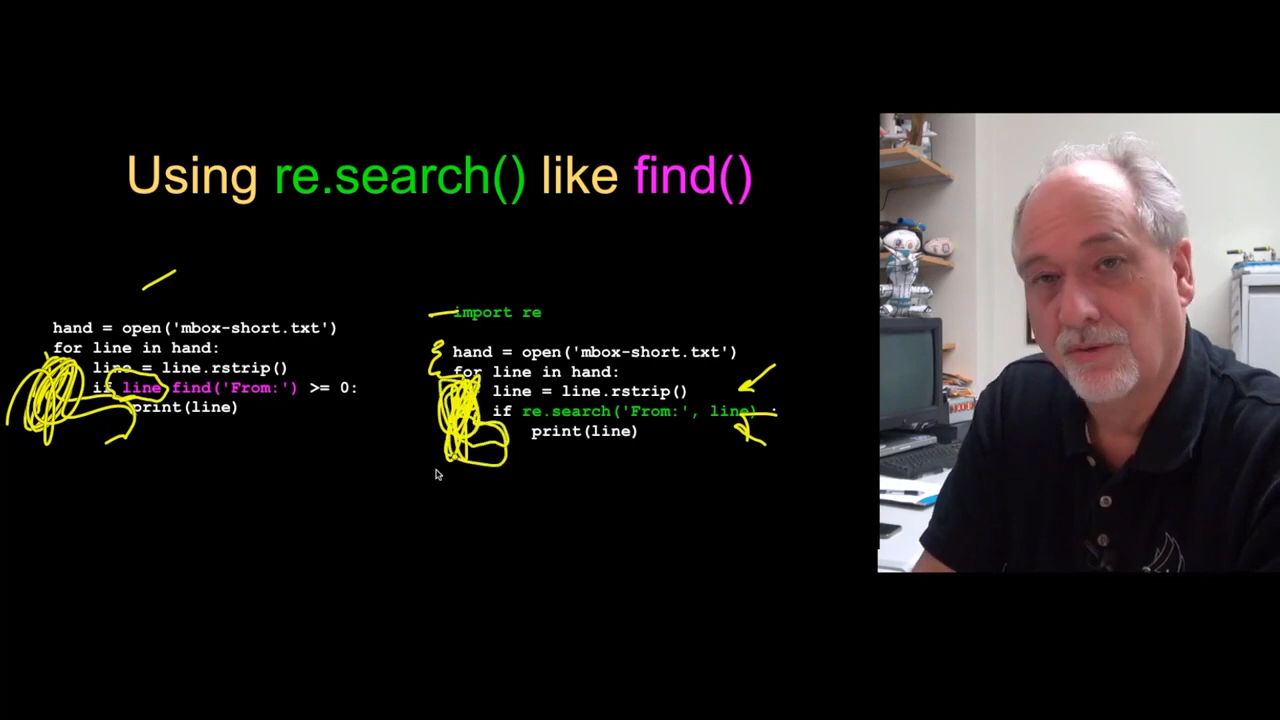 Using re.search() like find()
hand = open('mbox-short.txt')
for line in hand:
    line = line.rstrip()
    if line.find('From:') >= 0:
        print(line)
import re
hand = open('mbox-short.txt')
for line in hand:
    line = line.rstrip()
    if re.search('From:', line) :
        print(line)